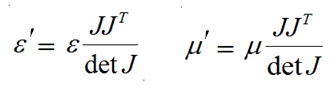 ε' = ε JJ^T / det J    μ' = μ JJ^T / det J